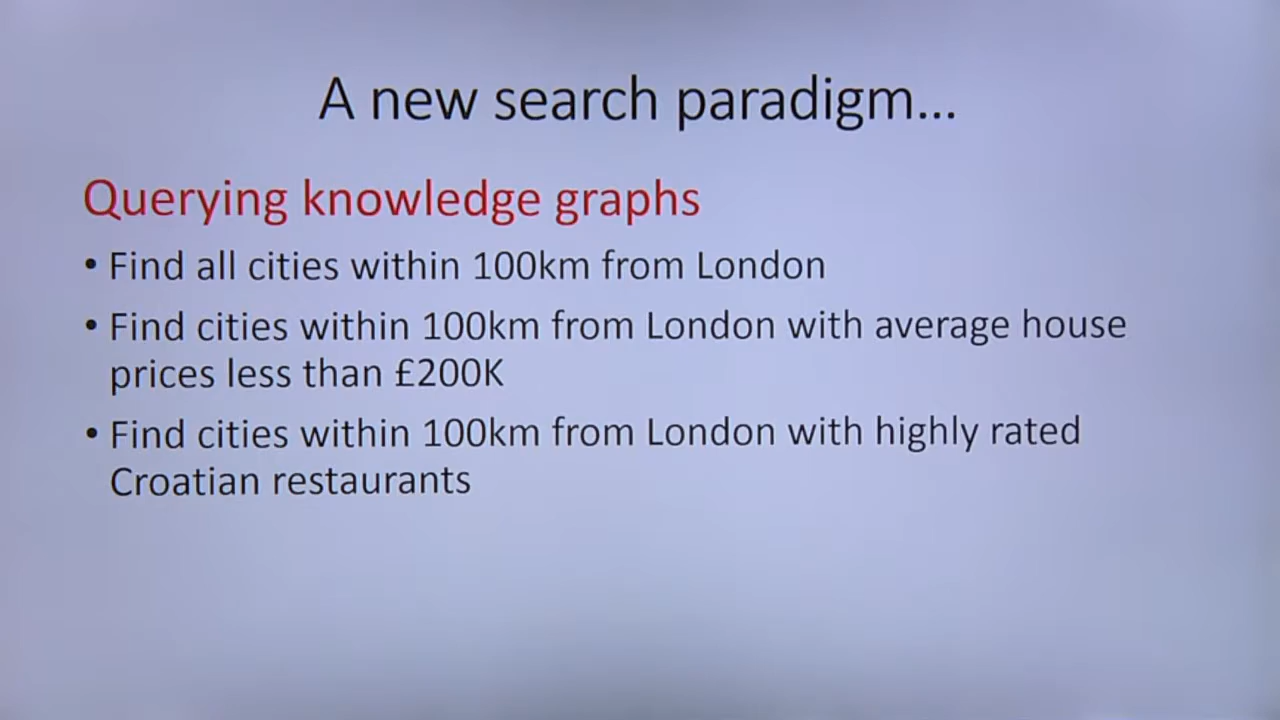 A new search paradigm...
Querying knowledge graphs
• Find all cities within 100km from London
• Find cities within 100km from London with average house
prices less than £200K
• Find cities within 100km from London with highly rated
Croatian restaurants